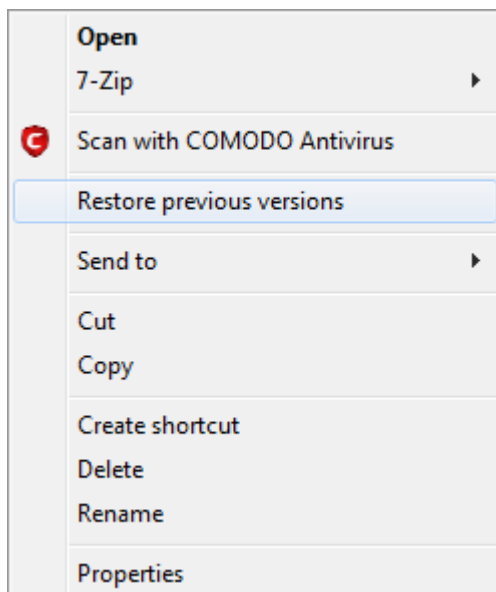 Open
7-Zip
Scan with COMODO Antivirus
Restore previous versions
Send to
Cut
Copy
Create shortcut
Delete
Rename
Properties